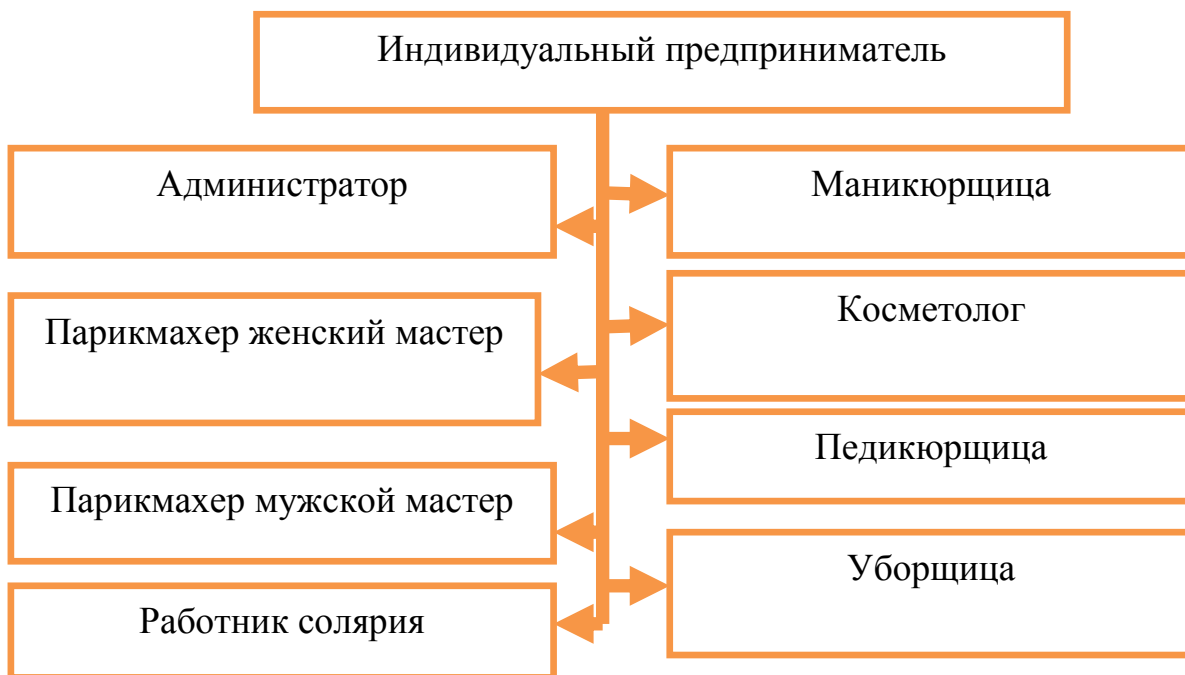 Индивидуальный предприниматель
Администратор
Маникюрщица
Парикмахер женский мастер
Косметолог
Парикмахер мужской мастер
Педикюрщица
Работник солярия
Уборщица